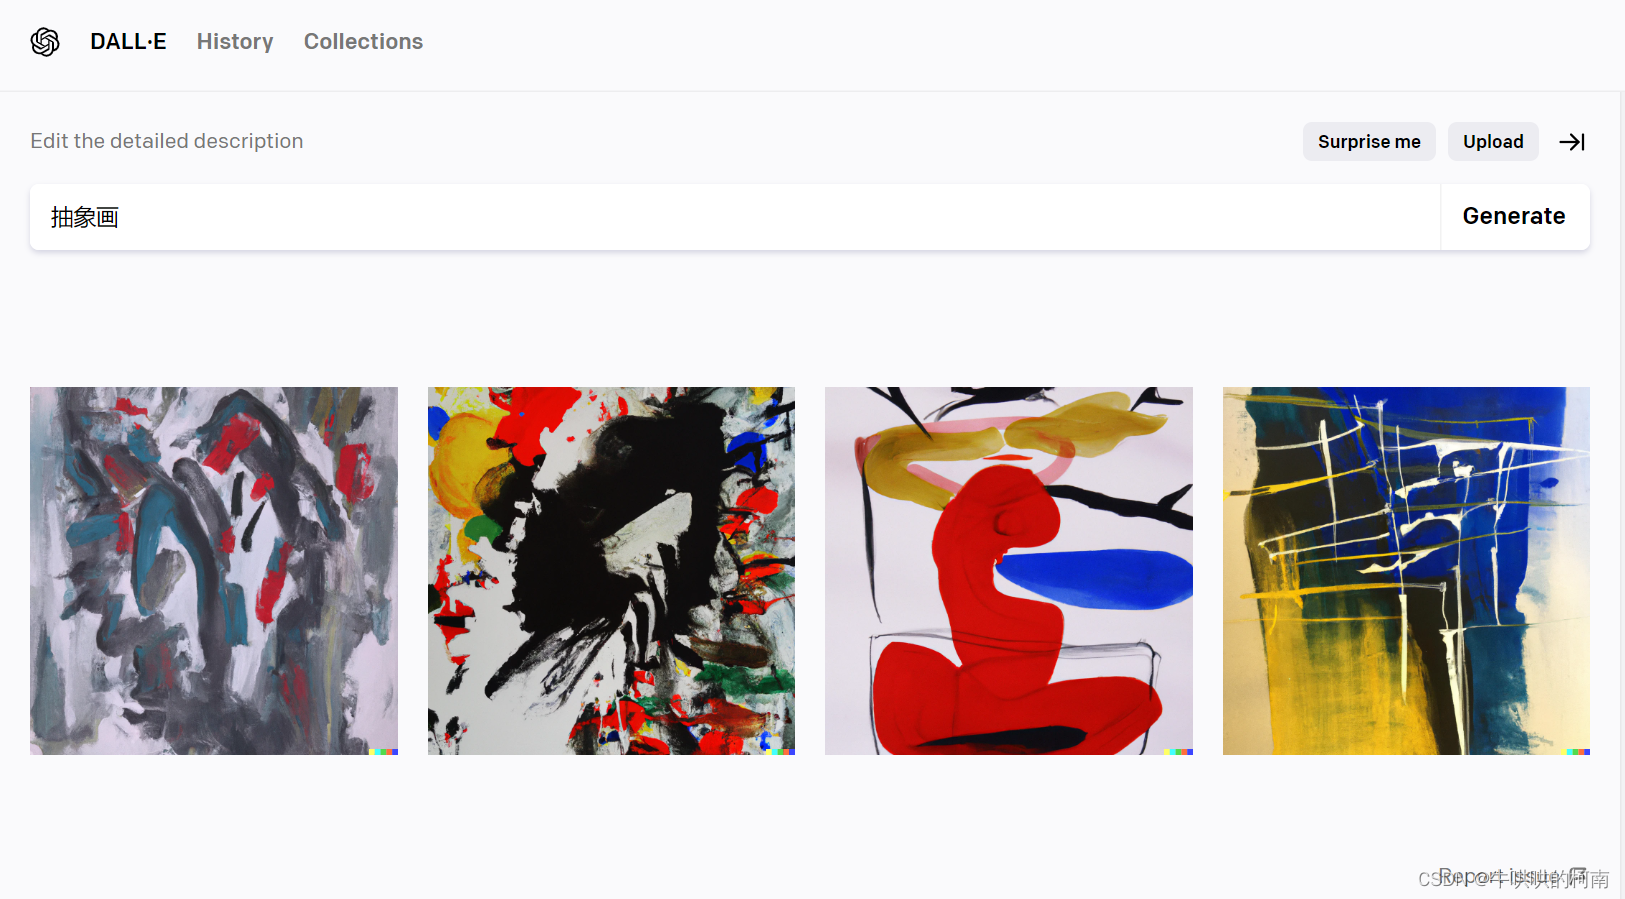 DALL·E History Collections
Edit the detailed description
Surprise me Upload
抽象画
Generate
Report issue
CSDN @牛哄哄的柯南